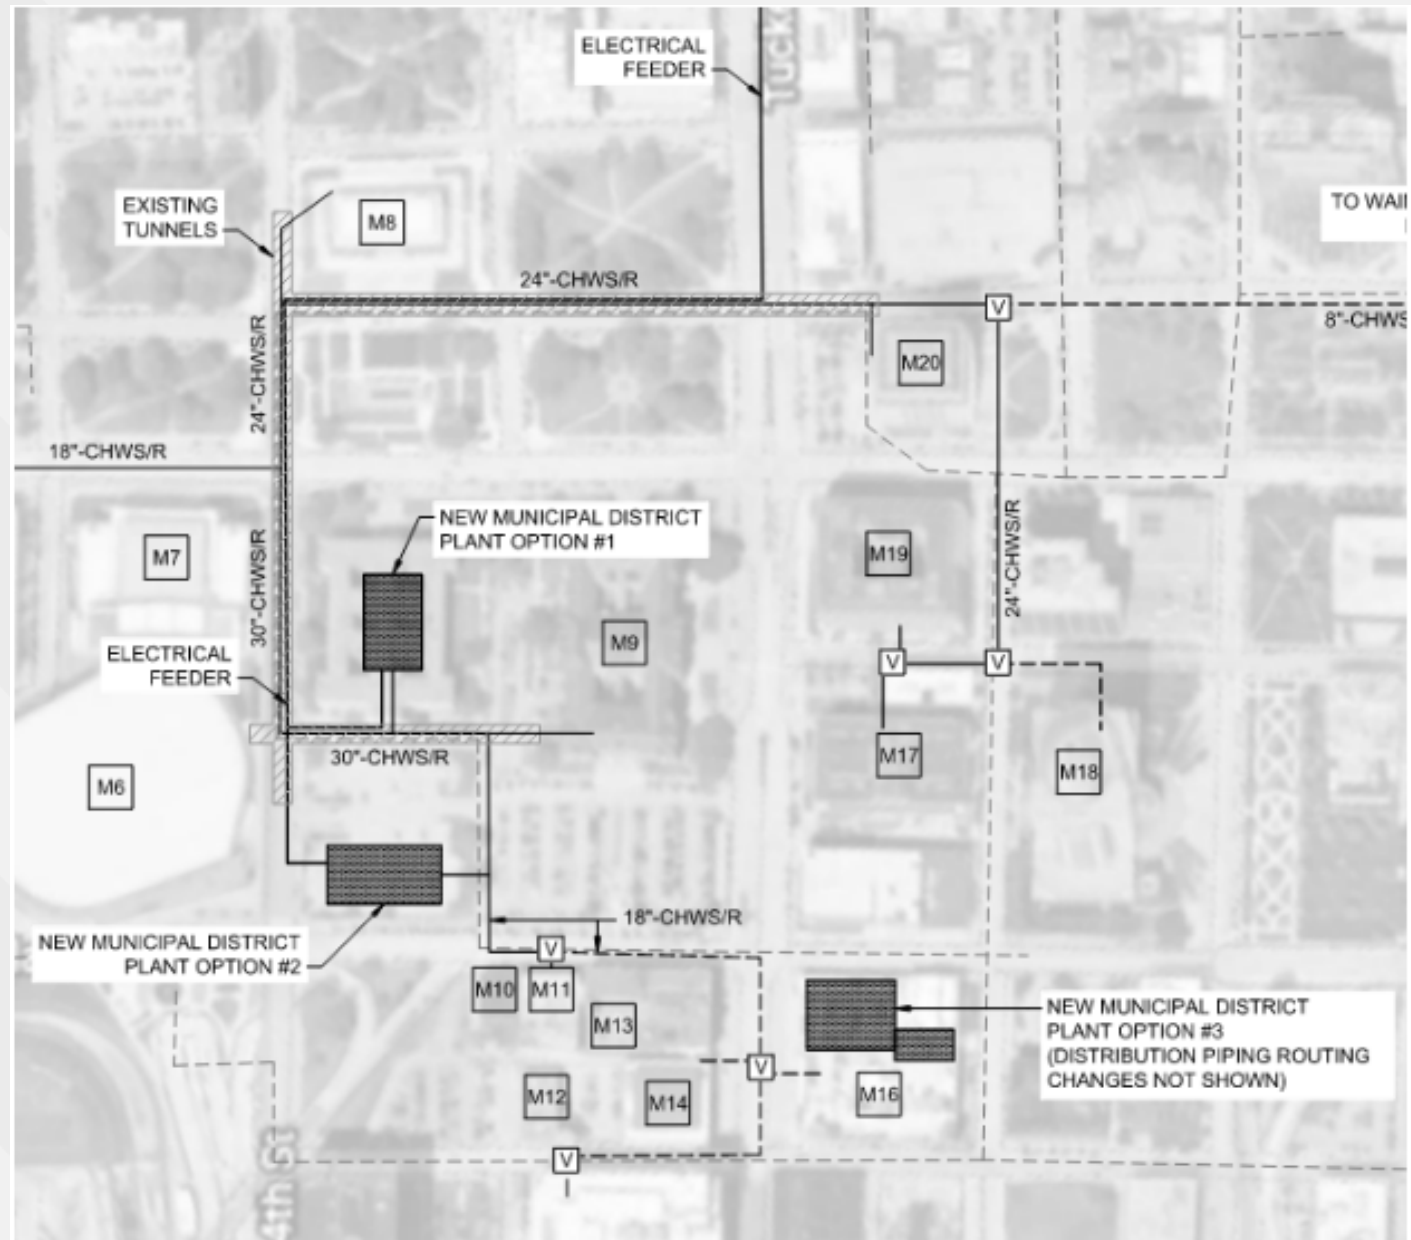 ELECTRICAL
FEEDER
TUCK
EXISTING
TUNNELS
M8
TO WAI
24"-CHWS/R
V
8"-CHWS
24"-CHWS/R
M20
18"-CHWS/R
NEW MUNICIPAL DISTRICT
PLANT OPTION #1
M7
30"-CHWS/R
M19
24"-CHWS/R
ELECTRICAL
FEEDER
M9
V
V
30"-CHWS/R
M17
M18
M6
18"-CHWS/R
NEW MUNICIPAL DISTRICT
PLANT OPTION #2
V
M10
M11
M13
NEW MUNICIPAL DISTRICT
PLANT OPTION #3
(DISTRIBUTION PIPING ROUTING
CHANGES NOT SHOWN)
V
M12
M14
M16
V
4th St